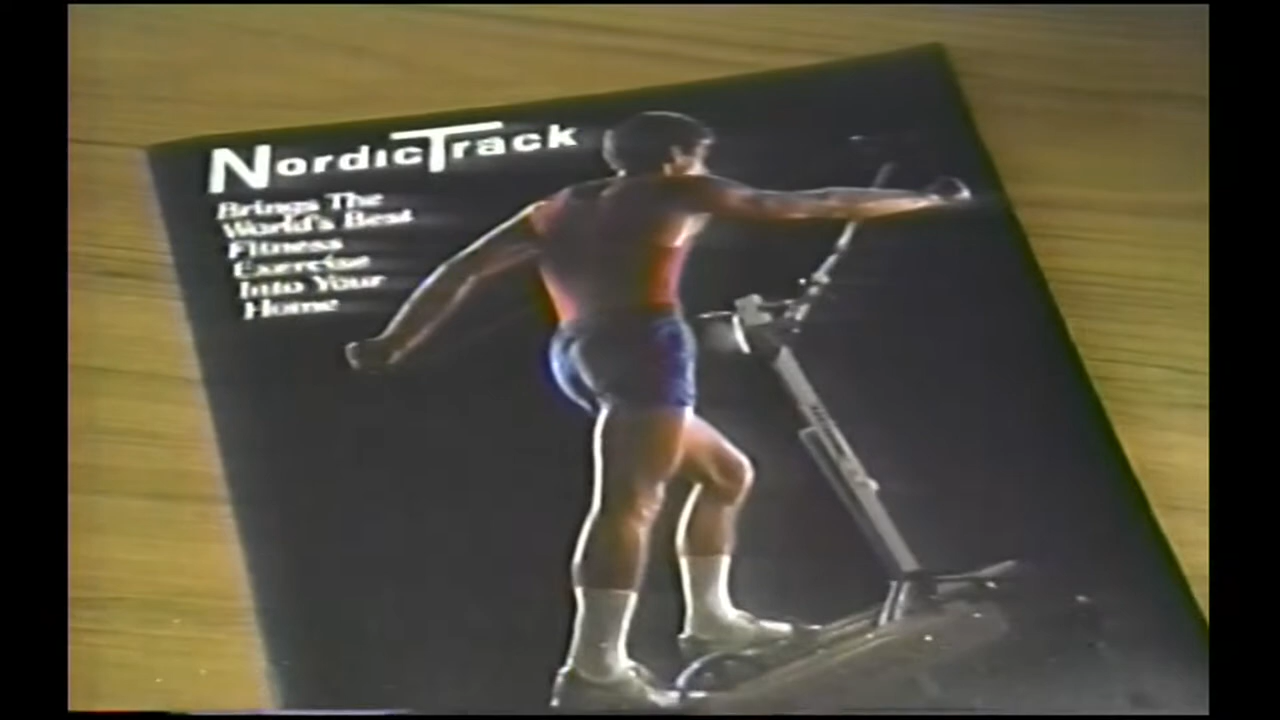 NordicTrack
Brings The
World's Best
Fitness
Exercise
Into Your
Home